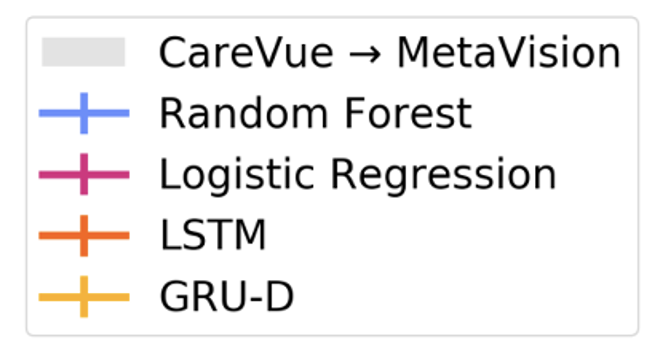 CareVue → MetaVision
Random Forest
Logistic Regression
LSTM
GRU-D